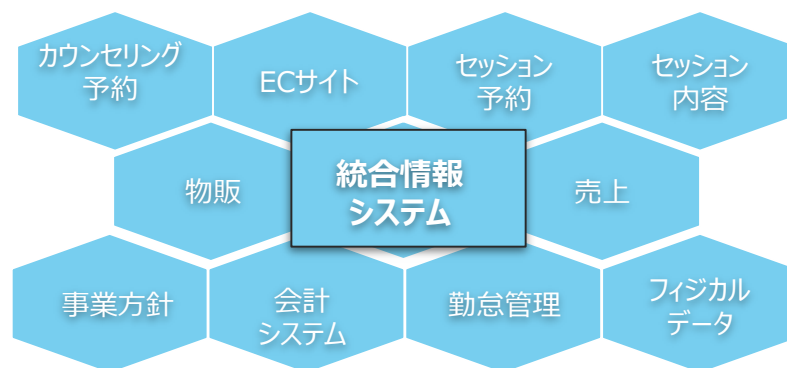 カウンセリング
予約
ECサイト
セッション
予約
セッション
内容
物販
統合情報
システム
売上
事業方針
会計
システム
勤怠管理
フィジカル
データ